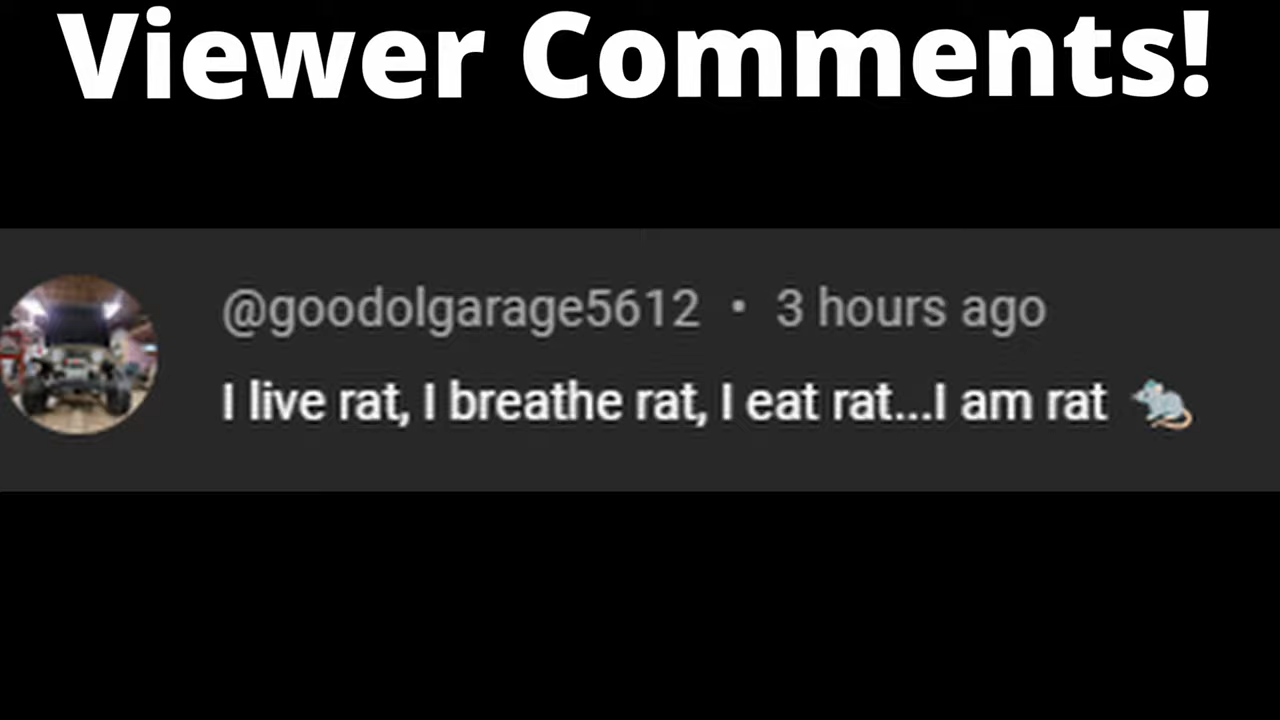 Viewer Comments!
@goodolgarage5612 • 3 hours ago
I live rat, I breathe rat, I eat rat...I am rat 🐀